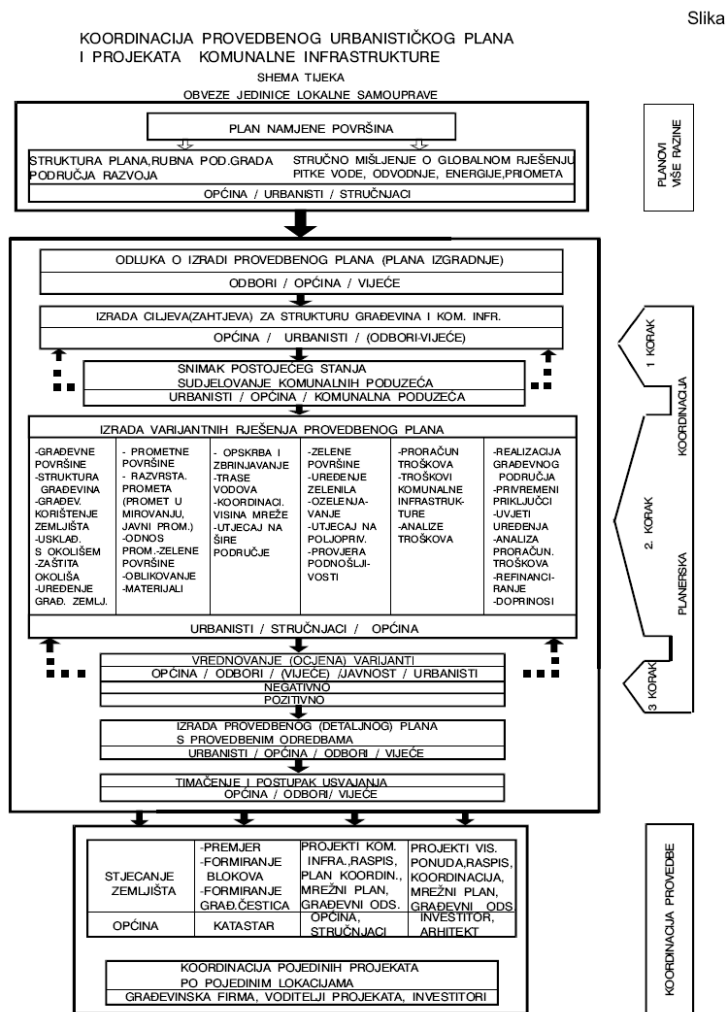 Slika
KOORDINACIJA PROVEDBENOG URBANISTIČKOG PLANA
I PROJEKATA KOMUNALNE INFRASTRUKTURE
SHEMA TIJEKA
OBVEZE JEDINICE LOKALNE SAMOUPRAVE
PLAN NAMJENE POVRŠINA
STRUKTURA PLANA,RUBNA POD.GRADA
PODRUČJA RAZVOJA
STRUČNO MIŠLJENJE O GLOBALNOM RJEŠENJU
PITKE VODE, ODVODNJE, ENERGIJE,PRIOMETA
OPĆINA / URBANISTI / STRUČNJACI
PLANOVI
VIŠE RAZINE
ODLUKA O IZRADI PROVEDBENOG PLANA (PLANA IZGRADNJE)
ODBORI / OPĆINA / VIJEĆE
IZRADA CILJEVA(ZAHTJEVA) ZA STRUKTURU GRAĐEVINA I KOM. INFR.
OPĆINA / URBANISTI / (ODBORI-VIJEĆE)
SNIMAK POSTOJEĆEG STANJA
SUDJELOVANJE KOMUNALNIH PODUZEĆA
URBANISTI / OPĆINA / KOMUNALNA PODUZEĆA
IZRADA VARIJANTNIH RJEŠENJA PROVEDBENOG PLANA
-GRAĐEVNE
POVRŠINE
-STRUKTURA
GRAĐEVINA
-GRAĐEV.
KORIŠTENJE
ZEMLJIŠTA
-USKLAĐ.
S OKOLIŠEM
-ZAŠTITA
OKOLIŠA
-UREĐENJE
GRAĐ. ZEMLJ.
- PROMETNE
POVRŠINE
- RAZVRSTA.
PROMETA
(PROMET U
MIROVANJU,
JAVNI PROM.)
-ODNOS
PROM.-ZELENE
POVRŠINE
-OBLIKOVANJE
-MATERIJALI
- OPSKRBA I
ZBRINJAVANJE
-TRASE
VODOVA
-KOORDINACI.
VISINA MREŽE
-UTJECAJ NA
ŠIRE
PODRUČJE
-ZELENE
POVRŠINE
-UREĐENJE
ZELENILA
-OZELENJA-
VANJE
-UTJECAJ NA
POLJOPRIV.
-PROVJERA
PODNOŠLJI-
VOSTI
-PRORAČUN
TROŠKOVA
-TROŠKOVI
KOMUNALNE
INFRASTRUK-
TURE
-ANALIZE
TROŠKOVA
-REALIZACIJA
GRAĐEVNOG
PODRUČJA
-PRIVREMENI
PRIKLJUČCI
-UVJETI
UREĐENJA
-ANALIZA
PRORAČUN.
TROŠKOVA
-REFINANCI-
RANJE
-DOPRINOSI
URBANISTI / STRUČNJACI / OPĆINA
VREDNOVANJE (OCJENA) VARIJANTI
OPĆINA / ODBORI / (VIJEĆE) /JAVNOST / URBANISTI
NEGATIVNO
POZITIVNO
IZRADA PROVEDBENOG (DETALJNOG) PLANA
S PROVEDBENIM ODREDBAMA
URBANISTI / OPĆINA / ODBORI / VIJEĆE
TIMAČENJE I POSTUPAK USVAJANJA
OPĆINA / ODBORI/ VIJEĆE
1 KORAK
2. KORAK
3 KORAK
PLANERSKA KOORDINACIJA
STJECANJE
ZEMLJIŠTA
OPĆINA
-PREMJER
-FORMIRANJE
BLOKOVA
-FORMIRANJE
GRAĐ.ČESTICA
KATASTAR
PROJEKTI KOM.
INFRA.,RASPIS,
PLAN KOORDIN.,
MREŽNI PLAN,
GRAĐEVNI ODS.
OPĆINA,
STRUČNJACI
PROJEKTI VIS.
PONUDA,RASPIS,
KOORDINACIJA,
MREŽNI PLAN,
GRAĐEVNI ODS.
INVESTITOR,
ARHITEKT
KOORDINACIJA POJEDINIH PROJEKATA
PO POJEDINIM LOKACIJAMA
GRAĐEVINSKA FIRMA, VODITELJI PROJEKATA, INVESTITORI
KOORDINACIJA PROVEDBE